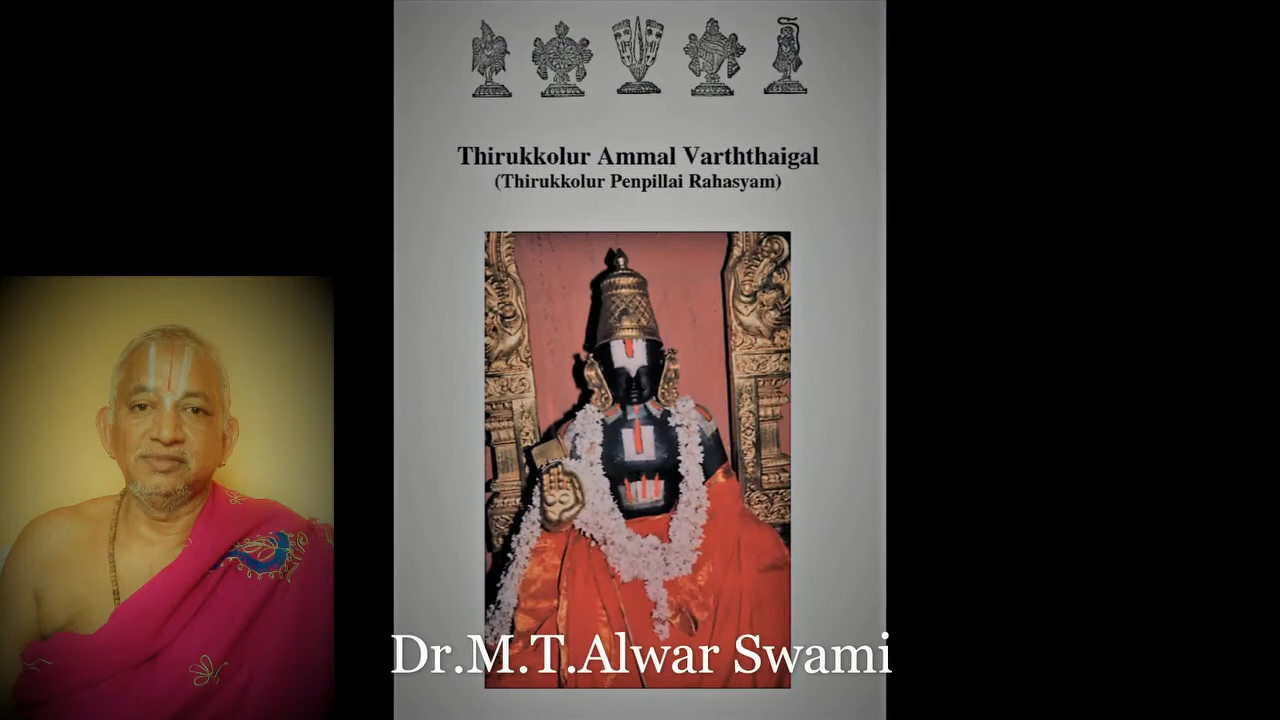 Thirukkolur Ammal Varththaigal
(Thirukkolur Penpillai Rahasyam)
Dr.M.T.Alwar Swami